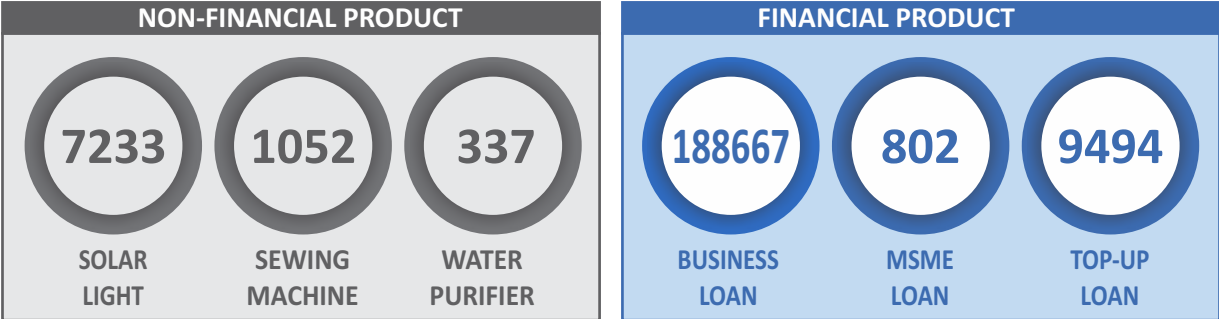 NON-FINANCIAL PRODUCT
7233
1052
337
SOLAR
LIGHT
SEWING
MACHINE
WATER
PURIFIER
FINANCIAL PRODUCT
188667
802
9494
BUSINESS
LOAN
MSME
LOAN
TOP-UP
LOAN